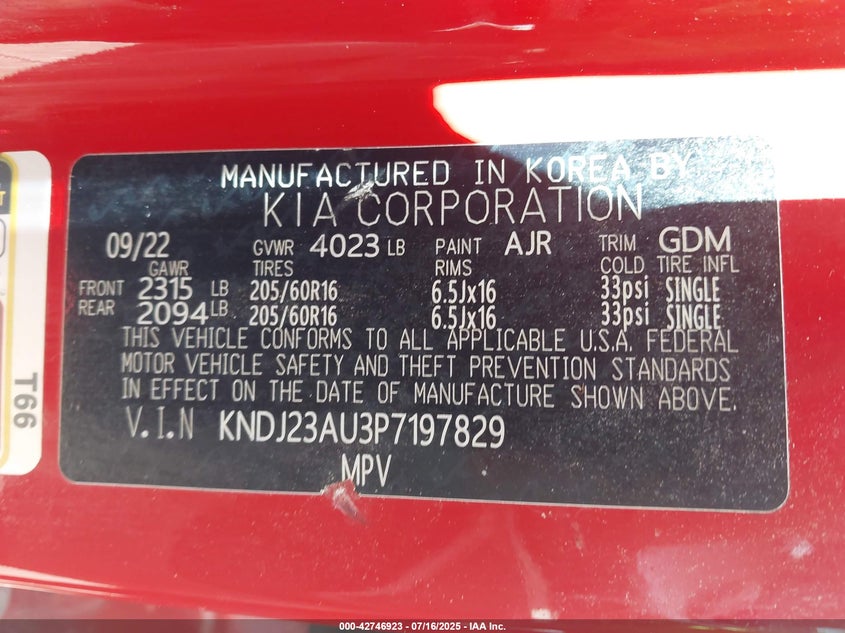 MANUFACTURED IN KOREA BY
KIA CORPORATION
09/22 GVWR 4023 LB PAINT AJR TRIM GDM
GAWR TIRES RIMS COLD TIRE INFL
FRONT 2315 LB 205/60R16 6.5Jx16 33psi SINGLE
REAR 2094 LB 205/60R16 6.5Jx16 33psi SINGLE
THIS VEHICLE CONFORMS TO ALL APPLICABLE U.S.A. FEDERAL
MOTOR VEHICLE SAFETY AND THEFT PREVENTION STANDARDS
IN EFFECT ON THE DATE OF MANUFACTURE SHOWN ABOVE.
V.I.N KNDJ23AU3P7197829
MPV
T66
000-42746923 - 07/16/2025 - IAA Inc.